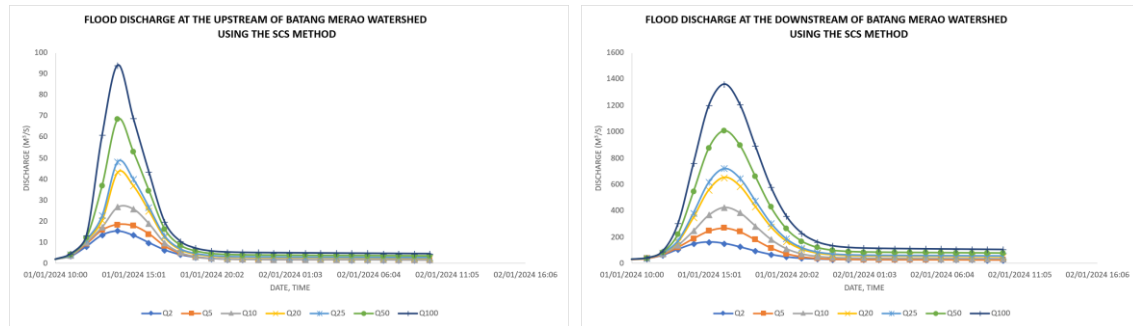 FLOOD DISCHARGE AT THE UPSTREAM OF BATANG MERAO WATERSHED
USING THE SCS METHOD
100
90
80
70
60
50
40
30
20
10
0
DISCHARGE (M³/S)
01/01/2024 10:00 01/01/2024 15:01 01/01/2024 20:02 02/01/2024 01:03 02/01/2024 06:04 02/01/2024 11:05 02/01/2024 16:06
DATE, TIME
Q2 Q5 Q10 Q20 Q25 Q50 Q100
FLOOD DISCHARGE AT THE DOWNSTREAM OF BATANG MERAO WATERSHED
USING THE SCS METHOD
1600
1400
1200
1000
800
600
400
200
0
DISCHARGE (M³/S)
01/01/2024 10:00 01/01/2024 15:01 01/01/2024 20:02 02/01/2024 01:03 02/01/2024 06:04 02/01/2024 11:05 02/01/2024 16:06
DATE, TIME
Q2 Q5 Q10 Q20 Q25 Q50 Q100